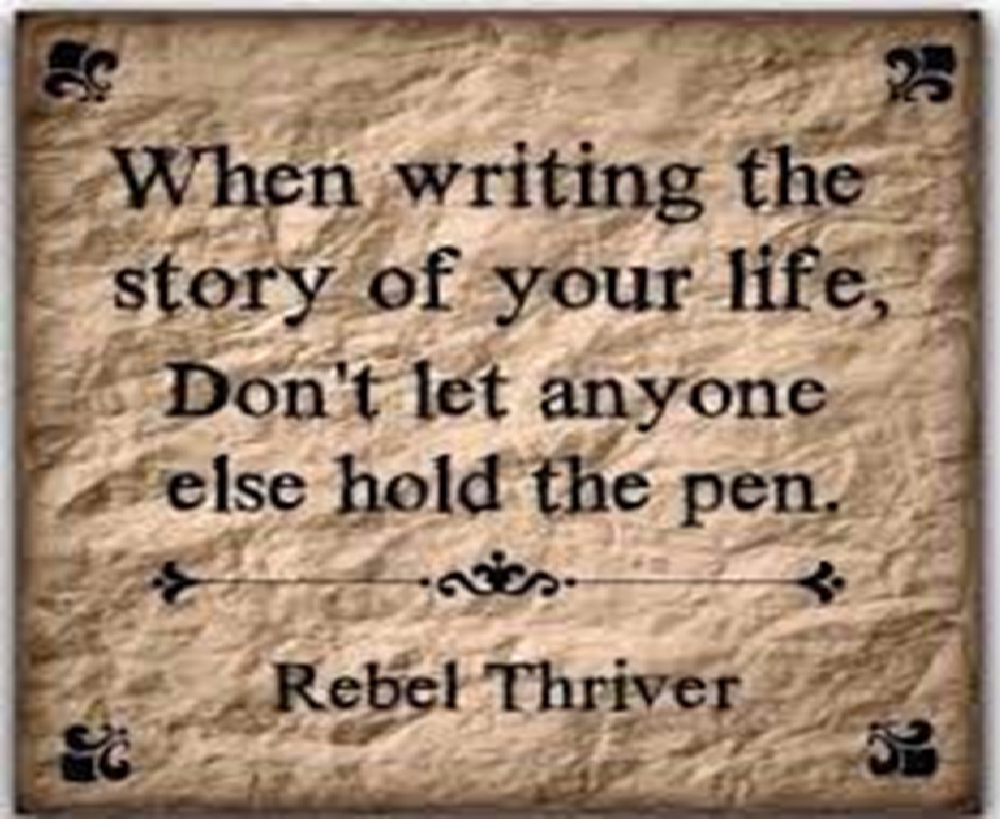 When writing the
story of your life,
Don't let anyone
else hold the pen.
Rebel Thriver